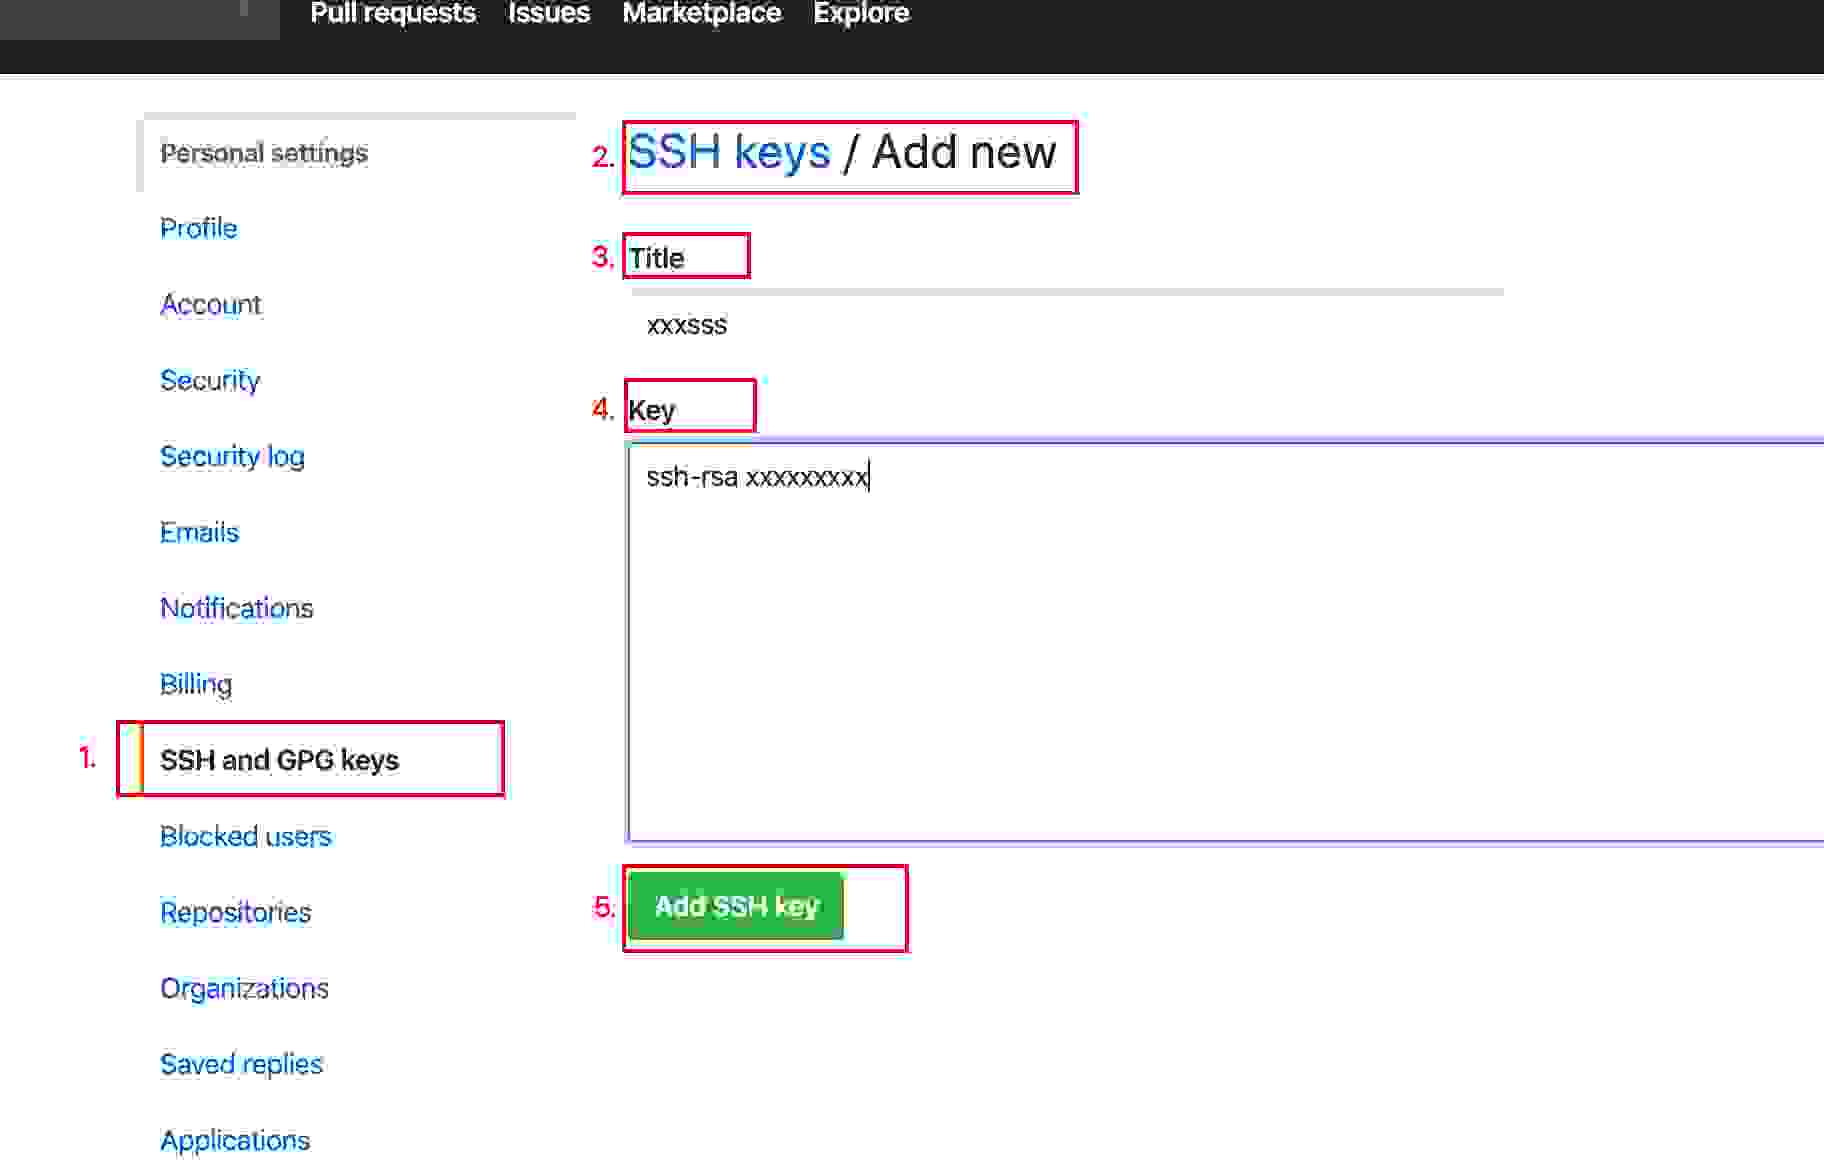 Pull requests Issues Marketplace Explore
Personal settings
Profile
Account
Security
Security log
Emails
Notifications
Billing
1. SSH and GPG keys
Blocked users
Repositories
Organizations
Saved replies
Applications
2. SSH keys / Add new
3. Title
xxxsss
4. Key
ssh-rsa xxxxxxxxx
5. Add SSH key